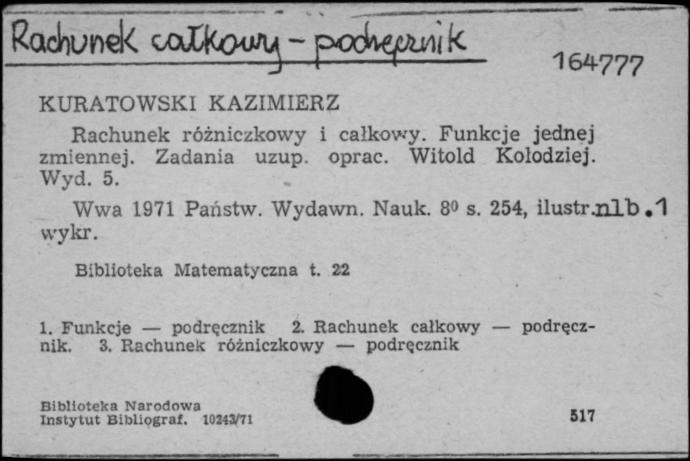 Rachunek całkowy - podręcznik
164777
KURATOWSKI KAZIMIERZ
Rachunek różniczkowy i całkowy. Funkcje jednej
zmiennej. Zadania uzup. oprac. Witold Kołodziej.
Wyd. 5.
Wwa 1971 Państw. Wydawn. Nauk. 8⁰ s. 254, ilustr.nlb.1
wykr.
Biblioteka Matematyczna t. 22
1. Funkcje — podręcznik 2. Rachunek całkowy — podręcz-
nik. 3. Rachunek różniczkowy — podręcznik
Biblioteka Narodowa
Instytut Bibliograf. 10243/71
517